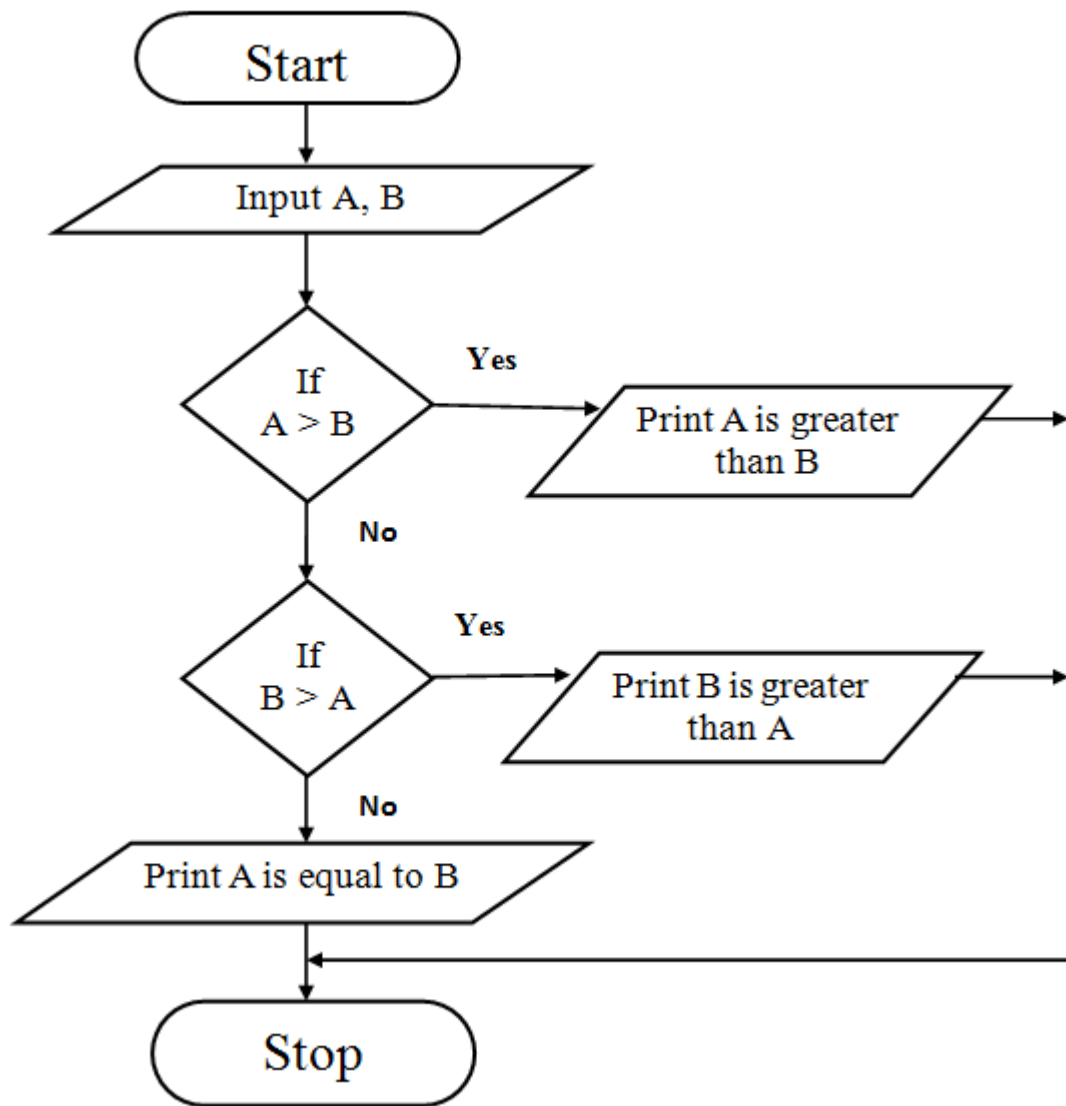 Start
Input A, B
If
A > B
Yes
Print A is greater
than B
No
If
B > A
Yes
Print B is greater
than A
No
Print A is equal to B
Stop